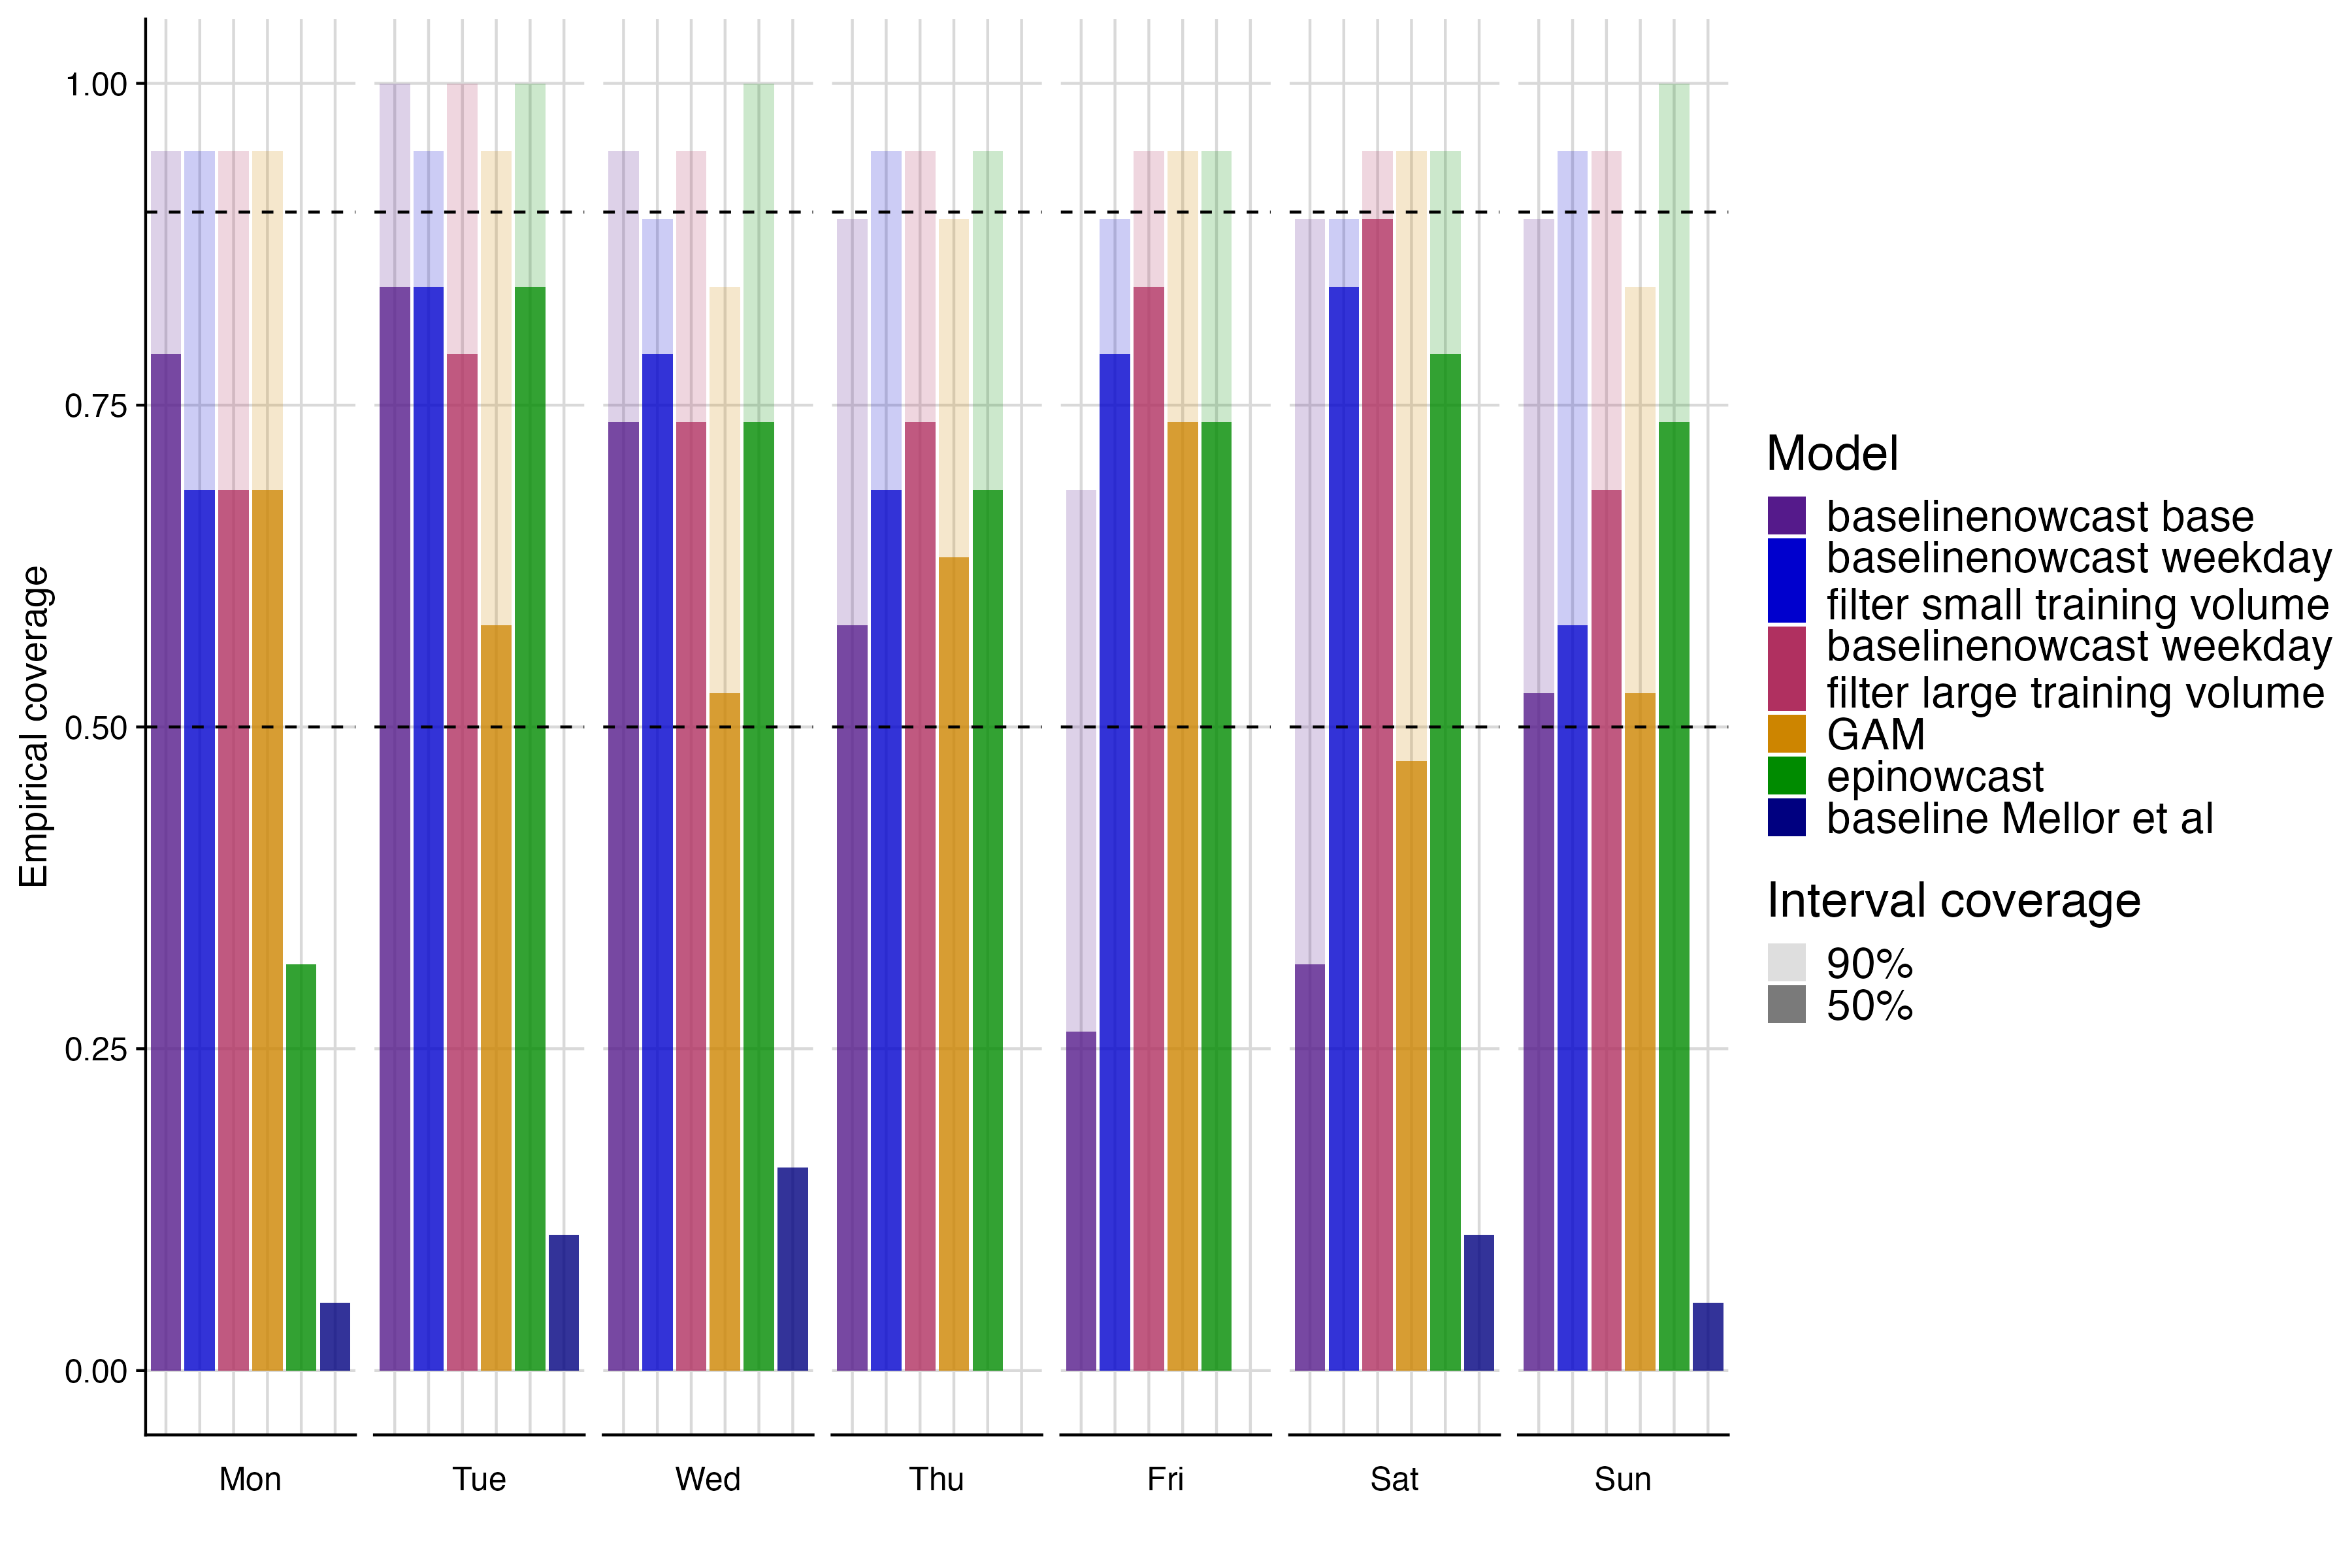 Empirical coverage
1.00
0.75
0.50
0.25
0.00
Mon
Tue
Wed
Thu
Fri
Sat
Sun
Model
baselinenowcast base
baselinenowcast weekday
filter small training volume
baselinenowcast weekday
filter large training volume
GAM
epinowcast
baseline Mellor et al
Interval coverage
90%
50%